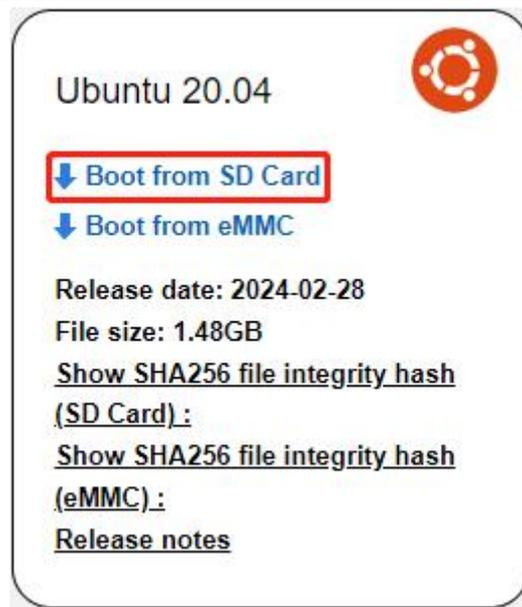 Ubuntu 20.04
Boot from SD Card
Boot from eMMC
Release date: 2024-02-28
File size: 1.48GB
Show SHA256 file integrity hash
(SD Card) :
Show SHA256 file integrity hash
(eMMC) :
Release notes